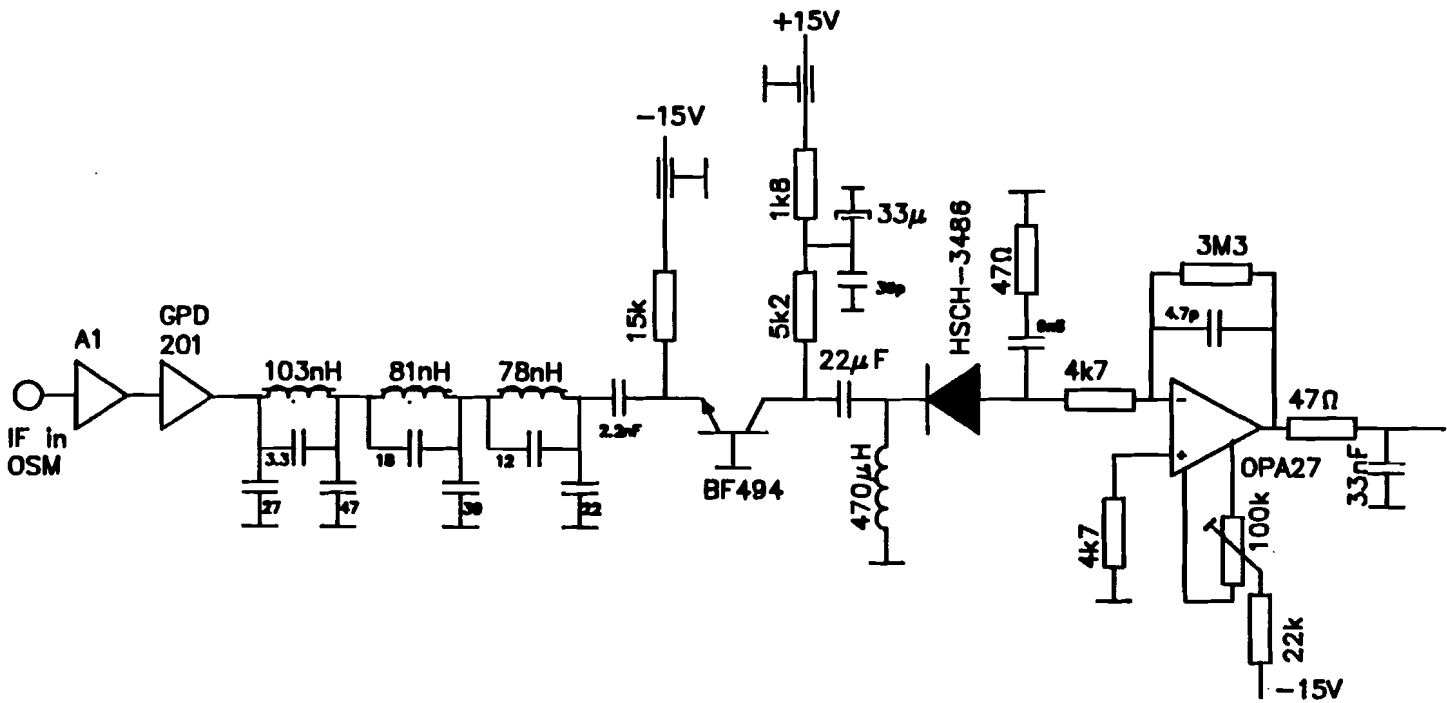 +15V
-15V
1k8
33µ
HSCH-3486
47Ω
3M3
15k
5k2
4.7p
A1
GPD
201
103nH
81nH
78nH
22µF
4k7
-
47Ω
IF in
OSM
3.3
18
12
2.2nF
+
OPA27
27
47
39
22
BF494
470µH
33nF
4k7
100k
22k
-15V